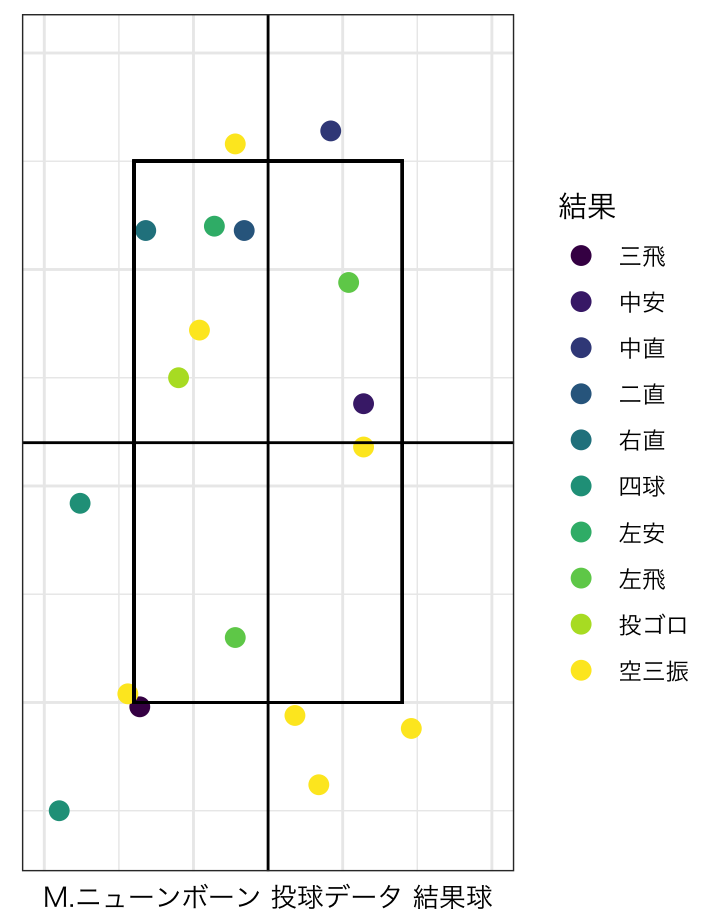 結果
三飛
中安
中直
二直
右直
四球
左安
左飛
投ゴロ
空三振
M.ニューンボーン 投球データ 結果球